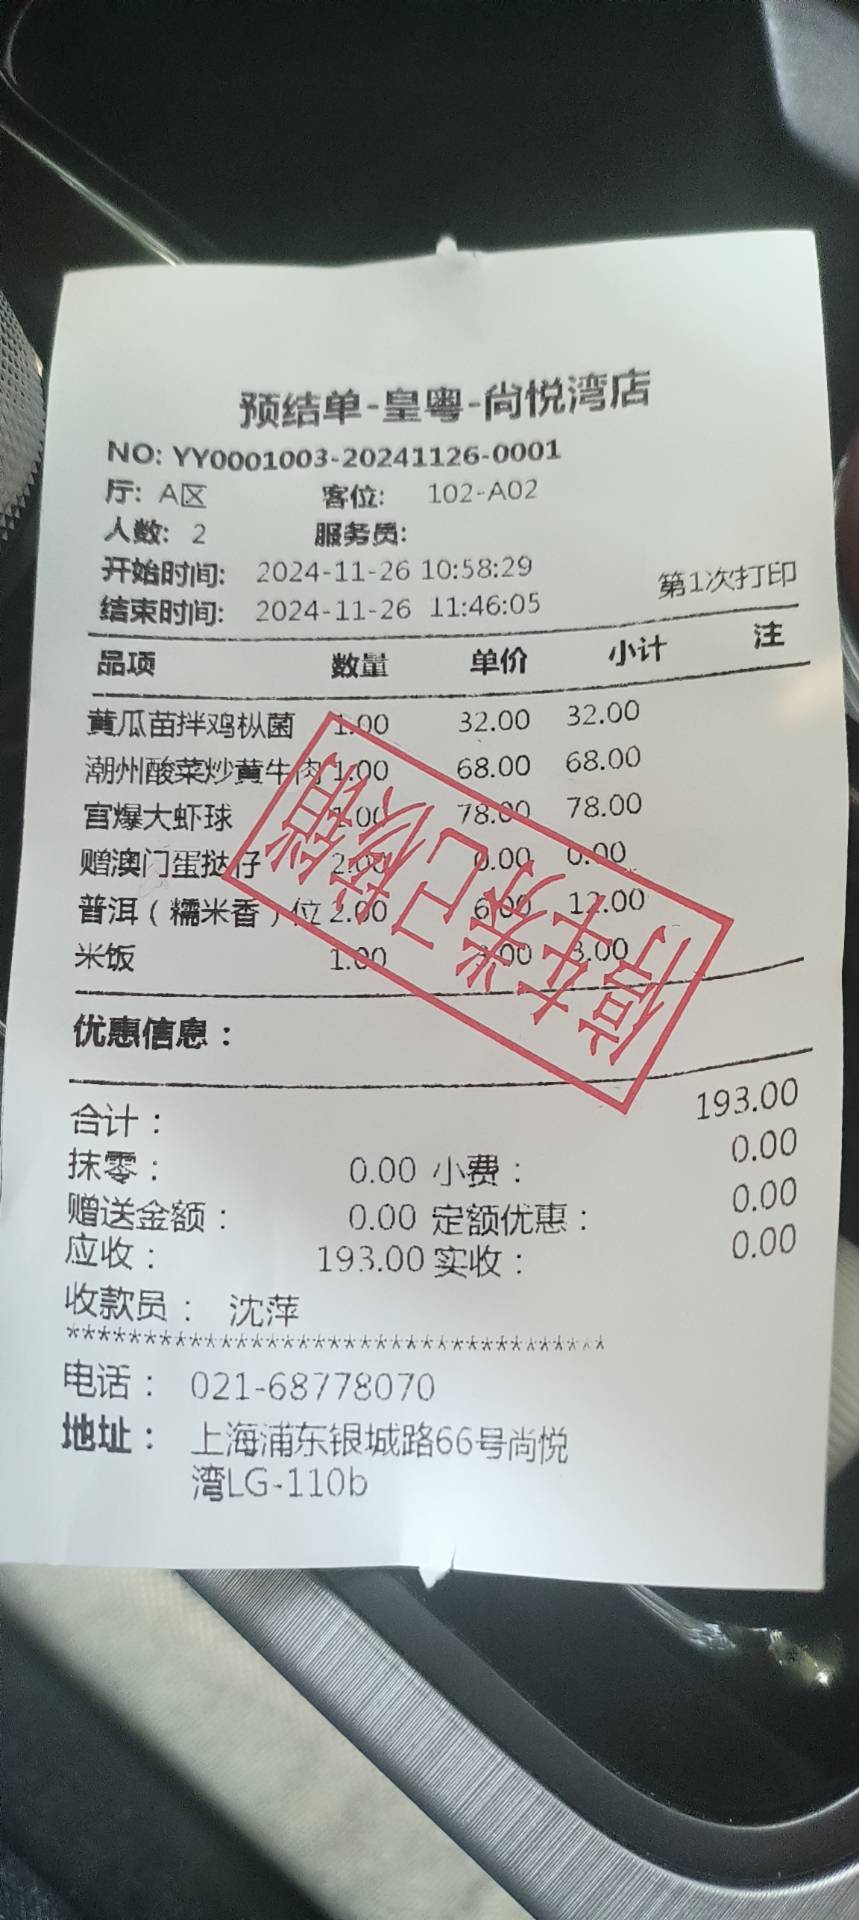 预结单-皇粤-尚悦湾店
NO: YY0001003-20241126-0001
厅: A区 客位: 102-A02
人数: 2 服务员:
开始时间: 2024-11-26 10:58:29
结束时间: 2024-11-26 11:46:05 第1次打印
品项 数量 单价 小计 注
黄瓜苗拌鸡枞菌 1.00 32.00 32.00
潮州酸菜炒黄牛肉 1.00 68.00 68.00
宫爆大虾球 1.00 78.00 78.00
赠澳门蛋挞仔 2.00 0.00 0.00
普洱（糯米香）位 2.00 6.00 12.00
米饭 1.00 3.00 3.00
优惠信息：
合计： 193.00
抹零： 0.00 小费： 0.00
赠送金额： 0.00 定额优惠： 0.00
应收： 193.00 实收： 0.00
收款员： 沈萍
***********************************
电话： 021-68778070
地址： 上海浦东银城路66号尚悦
湾LG-110b
停车券
已核销